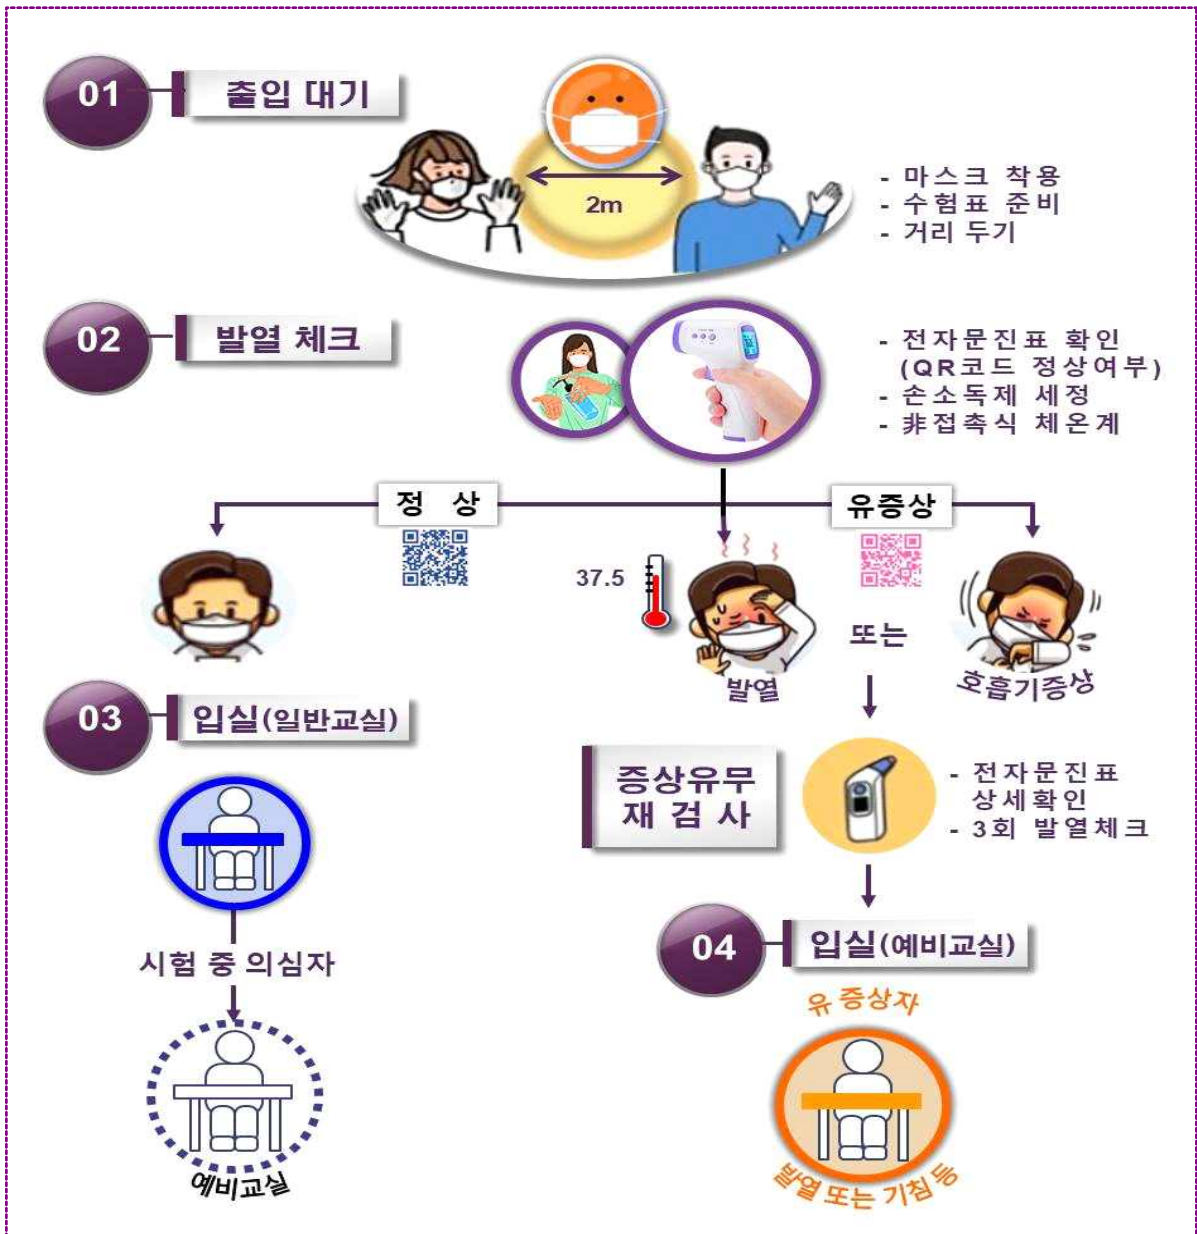 01
출입 대기
2m
- 마스크 착용
- 수험표 준비
- 거리 두기
02
발열 체크
- 전자문진표 확인
(QR코드 정상여부)
- 손소독제 세정
- 非접촉식 체온계
정 상
유증상
37.5
발열
또는
호흡기증상
03
입실(일반교실)
증상유무
재 검 사
- 전자문진표
상세확인
- 3회 발열체크
시험 중 의심자
예비교실
04
입실(예비교실)
유 증상자
발열 또는 기침 등